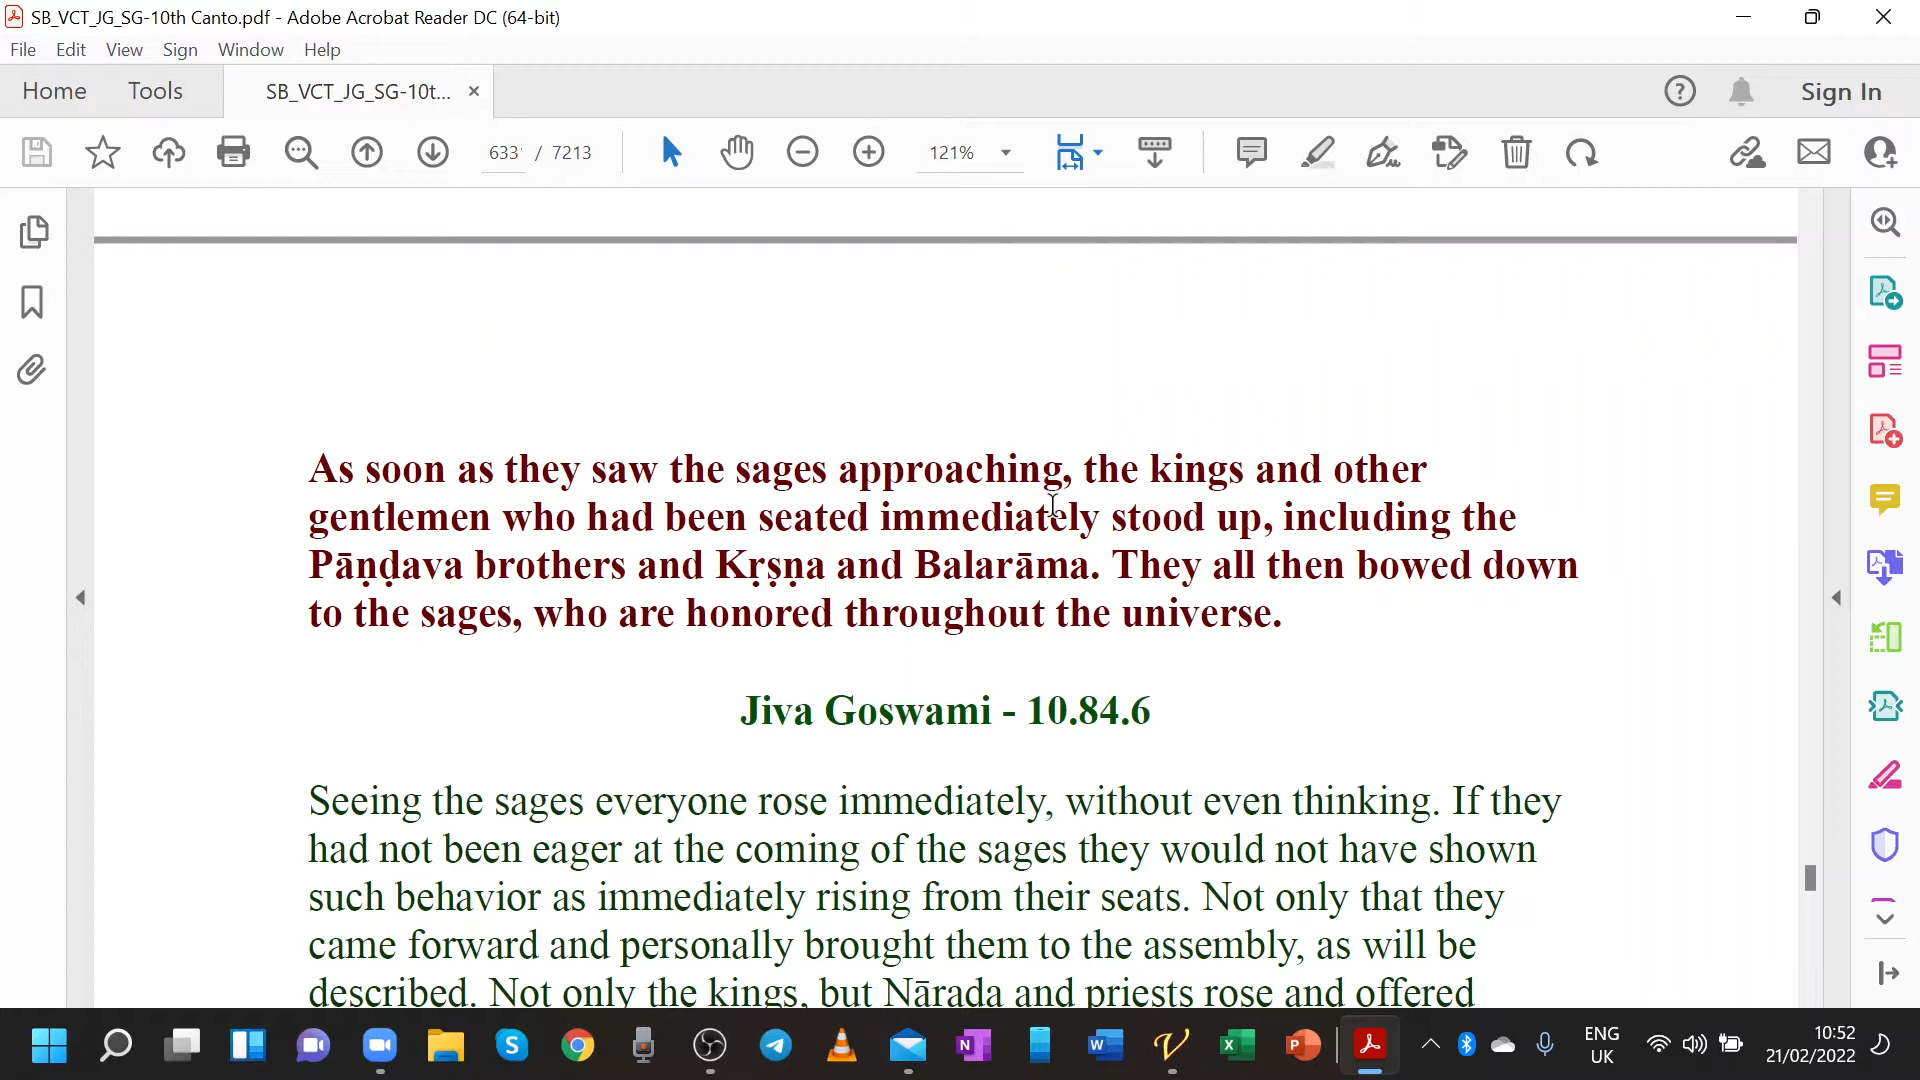 SB_VCT_JG_SG-10th Canto.pdf - Adobe Acrobat Reader DC (64-bit)
File Edit View Sign Window Help
Home Tools SB_VCT_JG_SG-10t... × Sign In
633 / 7213 121%
As soon as they saw the sages approaching, the kings and other
gentlemen who had been seated immediately stood up, including the
Pāṇḍava brothers and Kṛṣṇa and Balarāma. They all then bowed down
to the sages, who are honored throughout the universe.
Jiva Goswami - 10.84.6
Seeing the sages everyone rose immediately, without even thinking. If they
had not been eager at the coming of the sages they would not have shown
such behavior as immediately rising from their seats. Not only that they
came forward and personally brought them to the assembly, as will be
described. Not only the kings, but Nārada and priests rose and offered
ENG
UK
10:52
21/02/2022